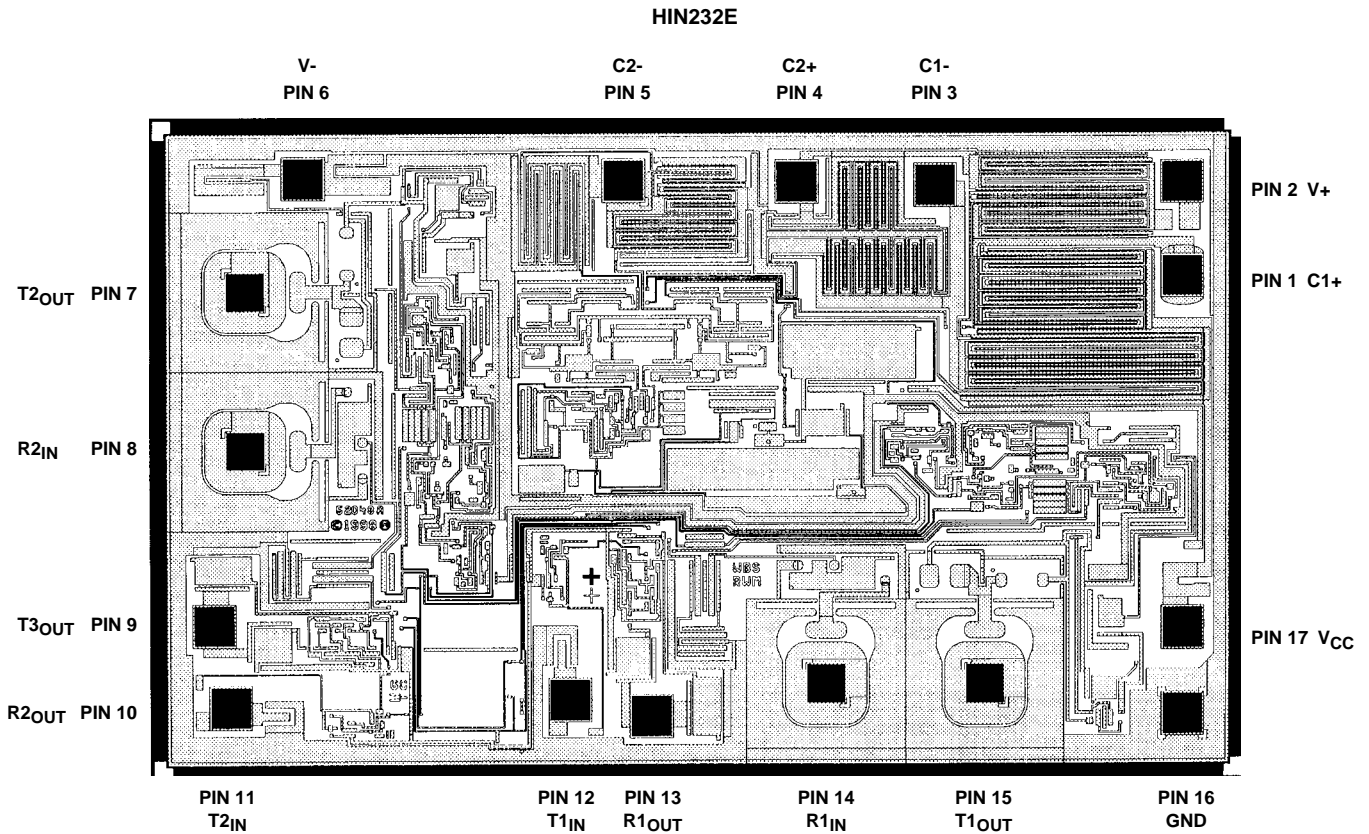 HIN232E
V-
PIN 6
C2-
PIN 5
C2+
PIN 4
C1-
PIN 3
PIN 2 V+
PIN 1 C1+
T2OUT PIN 7
R2IN PIN 8
T3OUT PIN 9
R2OUT PIN 10
WBS
RWM
PIN 17 VCC
PIN 11
T2IN
PIN 12
T1IN
PIN 13
R1OUT
PIN 14
R1IN
PIN 15
T1OUT
PIN 16
GND